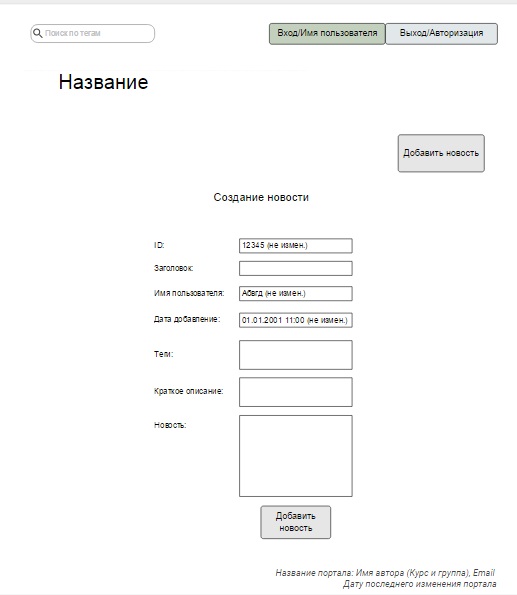 Поиск по тегам
Вход/Имя пользователя
Выход/Авторизация
Название
Добавить новость
Создание новости
ID: 12345 (не измен.)
Заголовок:
Имя пользователя: Абвгд (не измен.)
Дата добавление: 01.01.2001 11:00 (не измен.)
Теги:
Краткое описание:
Новость:
Добавить
новость
Название портала: Имя автора (Курс и группа), Email
Дату последнего изменения портала